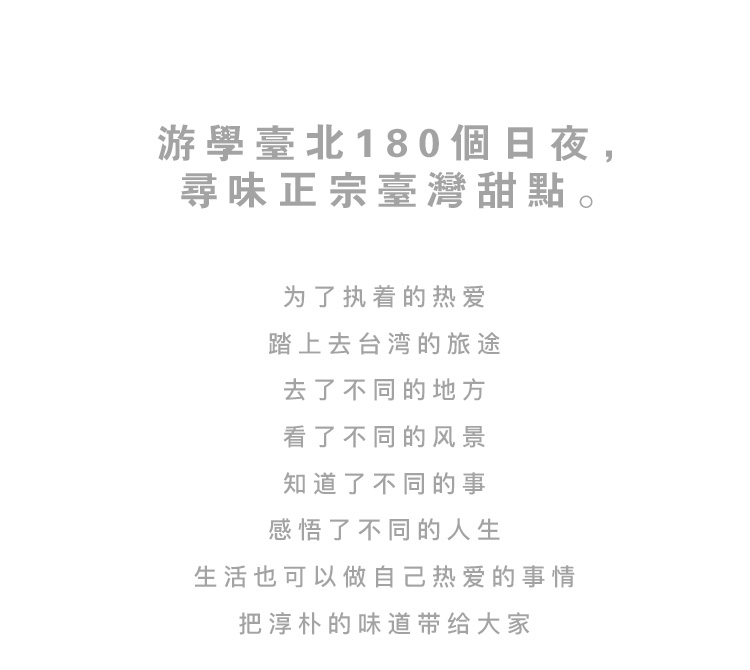 游學臺北180個日夜，
尋味正宗臺灣甜點。
为了执着的热爱
踏上去台湾的旅途
去了不同的地方
看了不同的风景
知道了不同的事
感悟了不同的人生
生活也可以做自己热爱的事情
把淳朴的味道带给大家